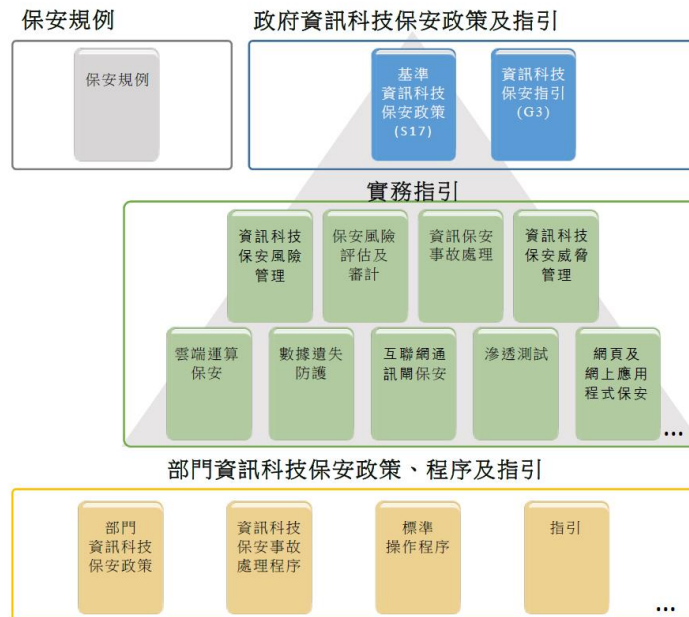 保安規例
政府資訊科技保安政策及指引
保安規例
基準
資訊科技
保安政策
(S17)
資訊科技
保安指引
(G3)
實務指引
資訊科技
保安風險
管理
保安風險
評估及
審計
資訊保安
事故處理
資訊科技
保安威脅
管理
雲端運算
保安
數據遺失
防護
互聯網通
訊閘保安
滲透測試
網頁及
網上應用
程式保安
...
部門資訊科技保安政策、程序及指引
部門
資訊科技
保安政策
資訊科技
保安事故
處理程序
標準
操作程序
指引
...